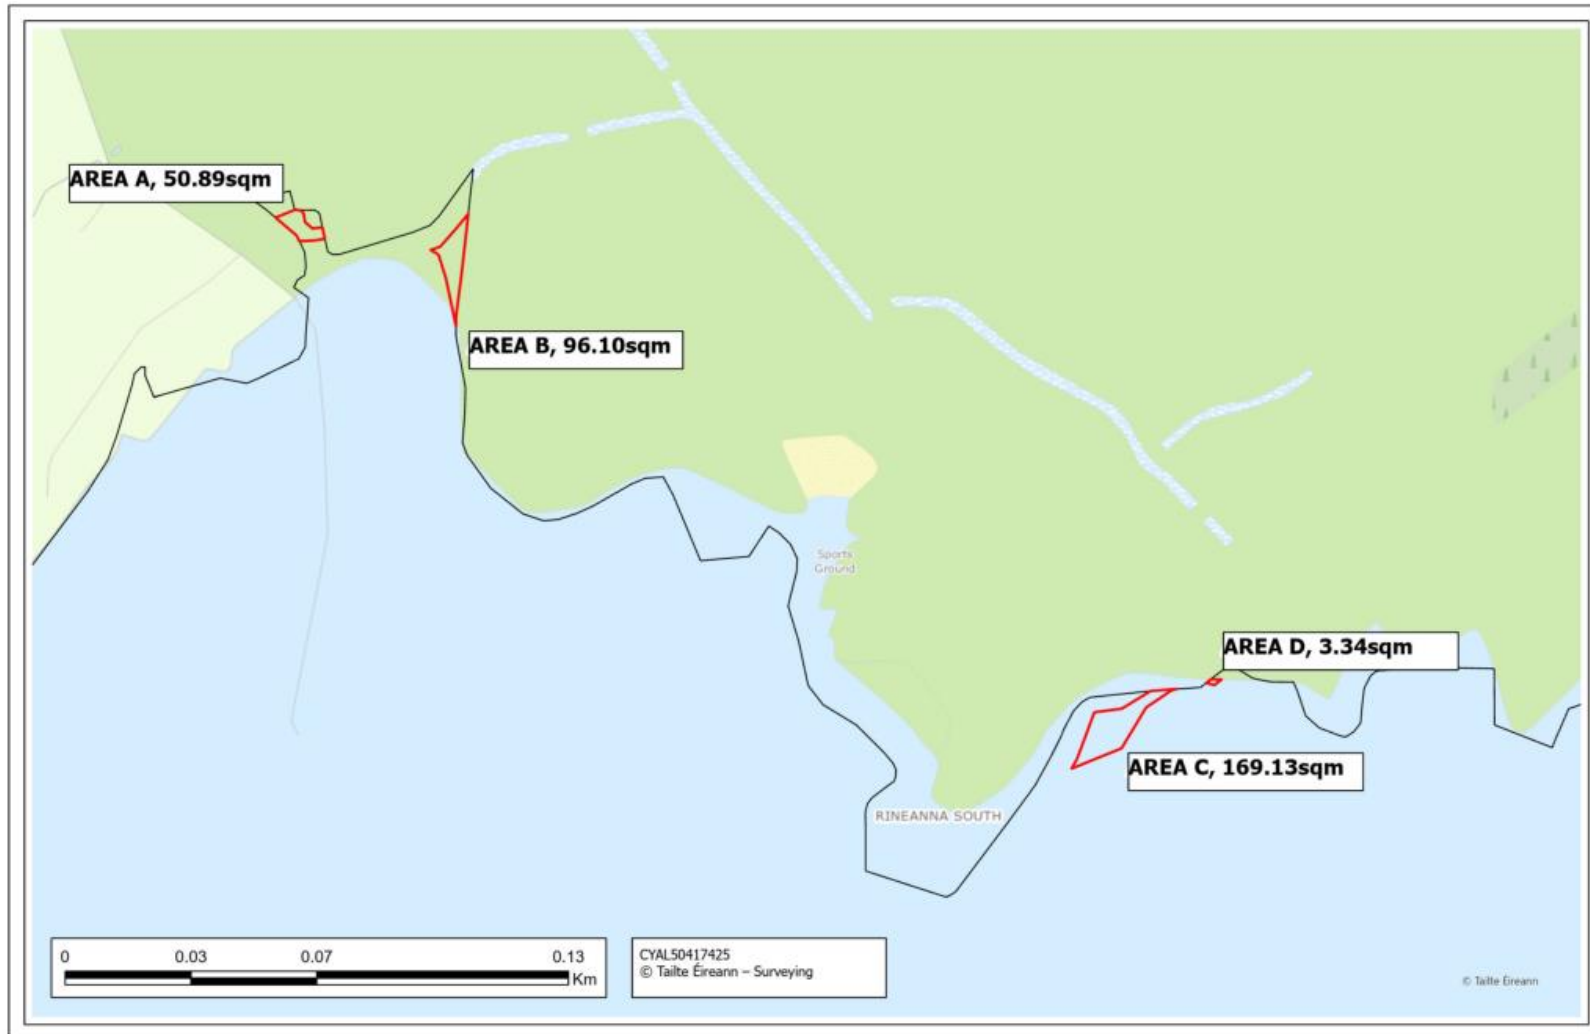 AREA A, 50.89sqm
AREA B, 96.10sqm
Sports
Ground
AREA D, 3.34sqm
AREA C, 169.13sqm
RINEANNA SOUTH
0 0.03 0.07 0.13
Km
CYAL50417425
© Tailte Éireann – Surveying
© Tailte Éireann